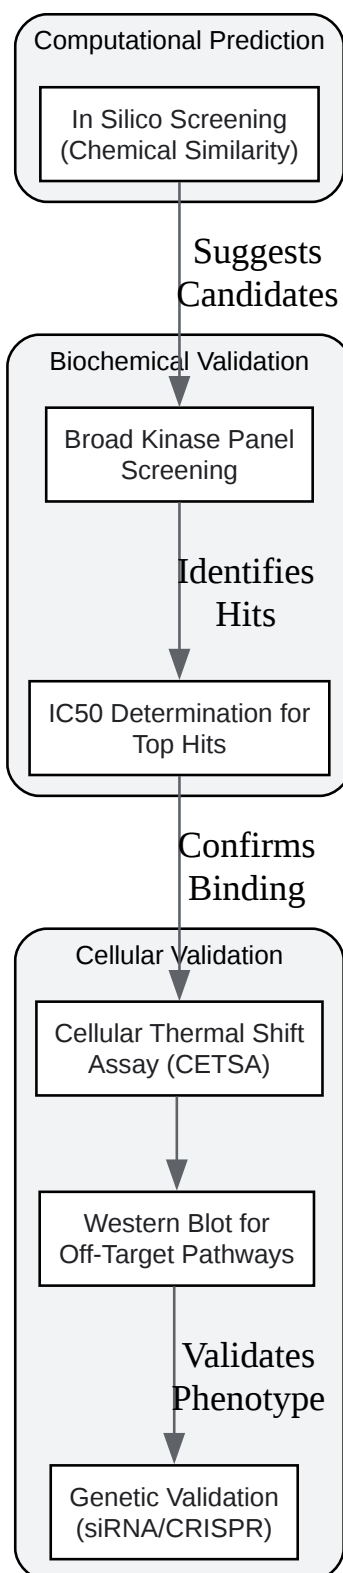 Computational Prediction
In Silico Screening
(Chemical Similarity)
Suggests
Candidates
Biochemical Validation
Broad Kinase Panel
Screening
Identifies
Hits
IC50 Determination for
Top Hits
Confirms
Binding
Cellular Validation
Cellular Thermal Shift
Assay (CETSA)
Western Blot for
Off-Target Pathways
Validates
Phenotype
Genetic Validation
(siRNA/CRISPR)